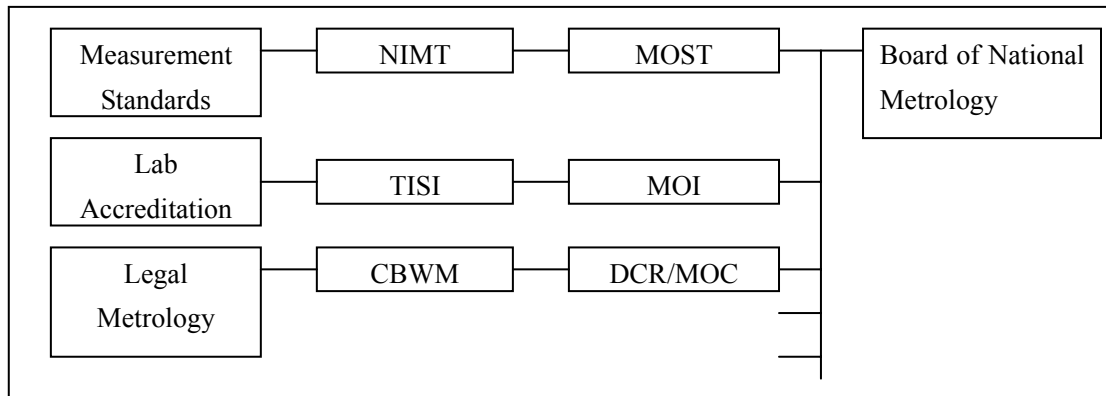 Measurement
Standards
NIMT
MOST
Board of National
Metrology
Lab
Accreditation
TISI
MOI
Legal
Metrology
CBWM
DCR/MOC